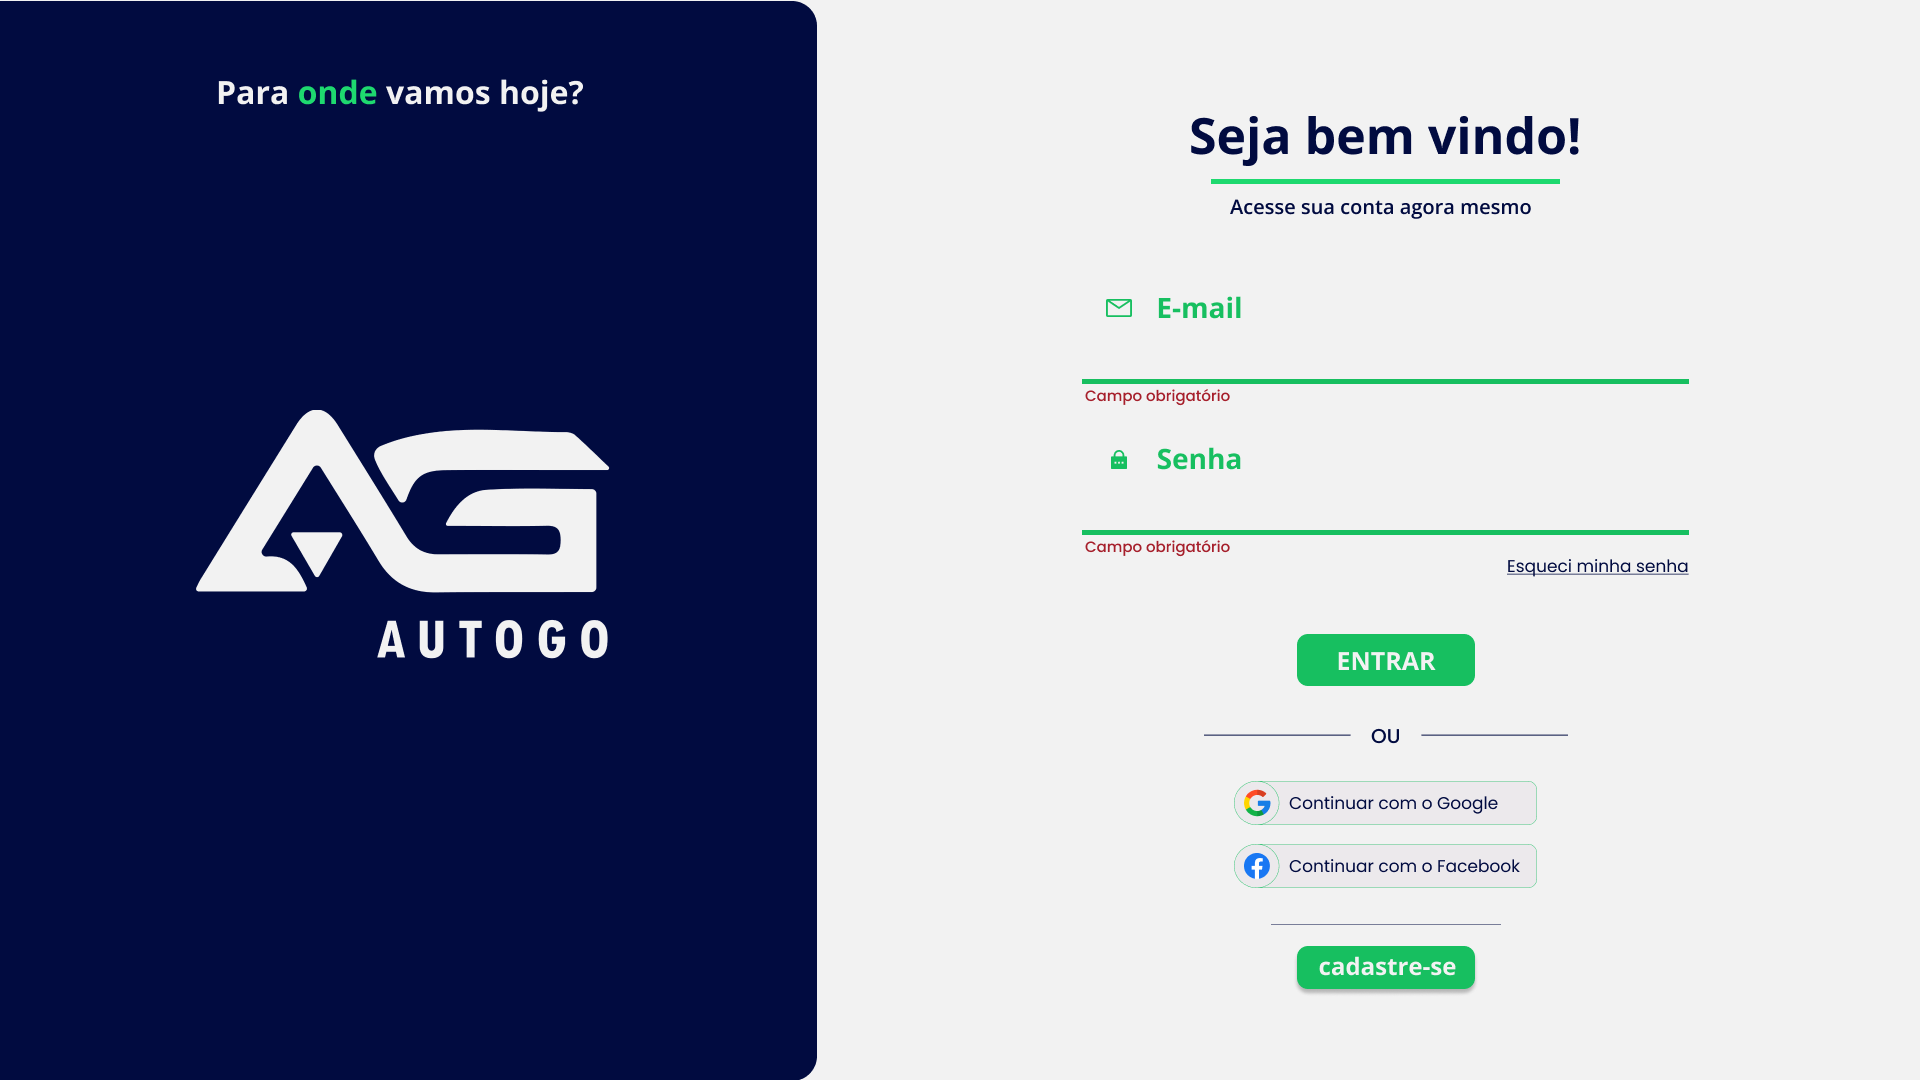 Para onde vamos hoje?
AG
AUTOGO
Seja bem vindo!
Acesse sua conta agora mesmo
E-mail
Campo obrigatório
Senha
Campo obrigatório
Esqueci minha senha
ENTRAR
OU
Continuar com o Google
Continuar com o Facebook
cadastre-se